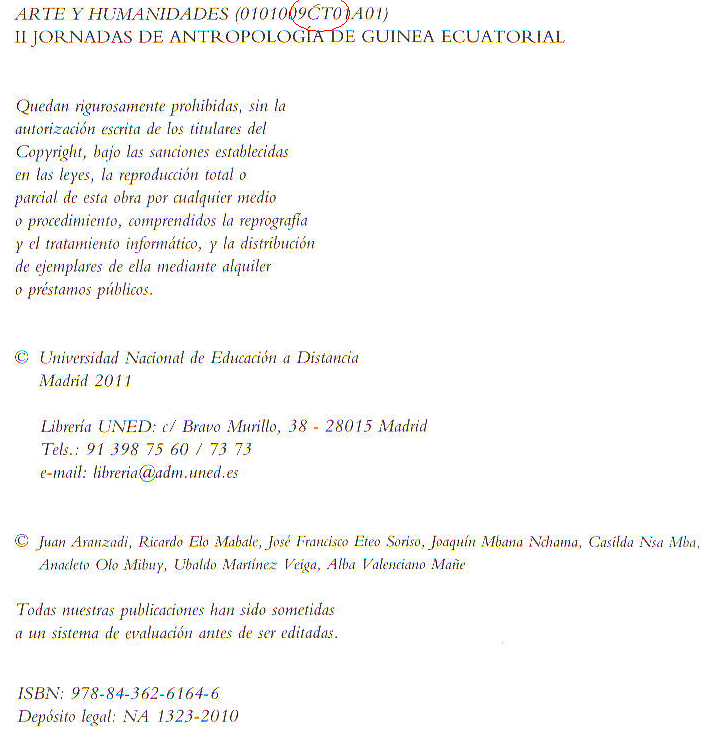 ARTE Y HUMANIDADES (0101009CT01A01)
II JORNADAS DE ANTROPOLOGÍA DE GUINEA ECUATORIAL
Quedan rigurosamente prohibidas, sin la
autorización escrita de los titulares del
Copyright, bajo las sanciones establecidas
en las leyes, la reproducción total o
parcial de esta obra por cualquier medio
o procedimiento, comprendidos la reprografía
y el tratamiento informático, y la distribución
de ejemplares de ella mediante alquiler
o préstamos públicos.
© Universidad Nacional de Educación a Distancia
Madrid 2011
Librería UNED: c/ Bravo Murillo, 38 - 28015 Madrid
Tels.: 91 398 75 60 / 73 73
e-mail: libreria@adm.uned.es
© Juan Aranzadi, Ricardo Elo Mabale, José Francisco Eteo Soriso, Joaquín Mbana Nchama, Casilda Nsa Mba,
Anacleto Olo Mibuy, Ubaldo Martínez Veiga, Alba Valenciano Mañe
Todas nuestras publicaciones han sido sometidas
a un sistema de evaluación antes de ser editadas.
ISBN: 978-84-362-6164-6
Depósito legal: NA 1323-2010